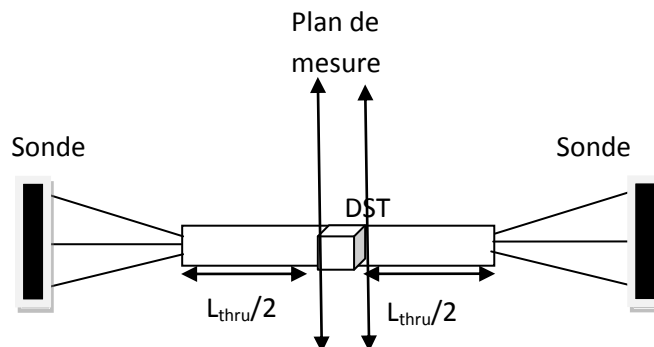 Plan de
mesure
Sonde
Sonde
DST
Lthru/2
Lthru/2